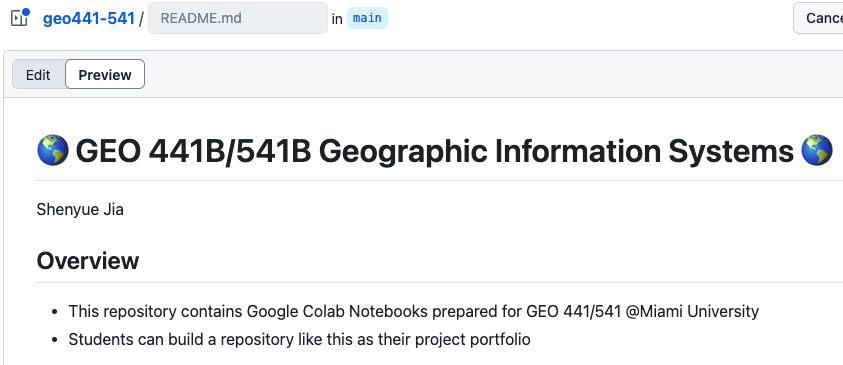 geo441-541 / README.md in main
Edit Preview
🌎 GEO 441B/541B Geographic Information Systems 🌎
Shenyue Jia
Overview
• This repository contains Google Colab Notebooks prepared for GEO 441/541 @Miami University
• Students can build a repository like this as their project portfolio